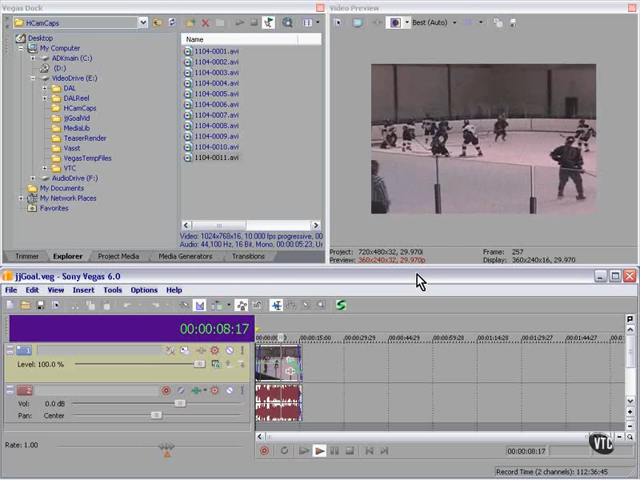 Vegas Dock
Video Preview
HCamCaps
Best (Auto)
Desktop
My Computer
ADKmain (C:)
(D:)
VideoDrive (E:)
DAL
DALReel
HCamCaps
jjGoalVid
MediaLib
TeaserRender
Vasst
VegasTempFiles
VTC
AudioDrive (F:)
My Documents
My Network Places
Favorites
Name
1104-0001.avi
1104-0002.avi
1104-0003.avi
1104-0004.avi
1104-0005.avi
1104-0006.avi
1104-0007.avi
1104-0008.avi
1104-0009.avi
1104-0010.avi
1104-0011.avi
Video: 1024x768x16, 10.000 fps progressive,
Audio: 44,100 Hz, 16 Bit, Mono, 00:00:05:23,
Trimmer Explorer Project Media Media Generators Transitions
Project: 720x480x32, 29.970i Frame: 257
Preview: 360x240x32, 29.970p Display: 360x240x16, 29.970
jjGoal.veg - Sony Vegas 6.0
File Edit View Insert Tools Options Help
00:00:08:17
00:00:15:00 00:00:29:29 00:00:44:29 00:00:59:28 00:01:14:28 00:01:29:27 00:01:44:27
Level: 100.0 %
2
Vol: 0.0 dB
Pan: Center
Rate: 1.00
00:00:08:17
VTC
Record Time (2 channels): 112:36:45